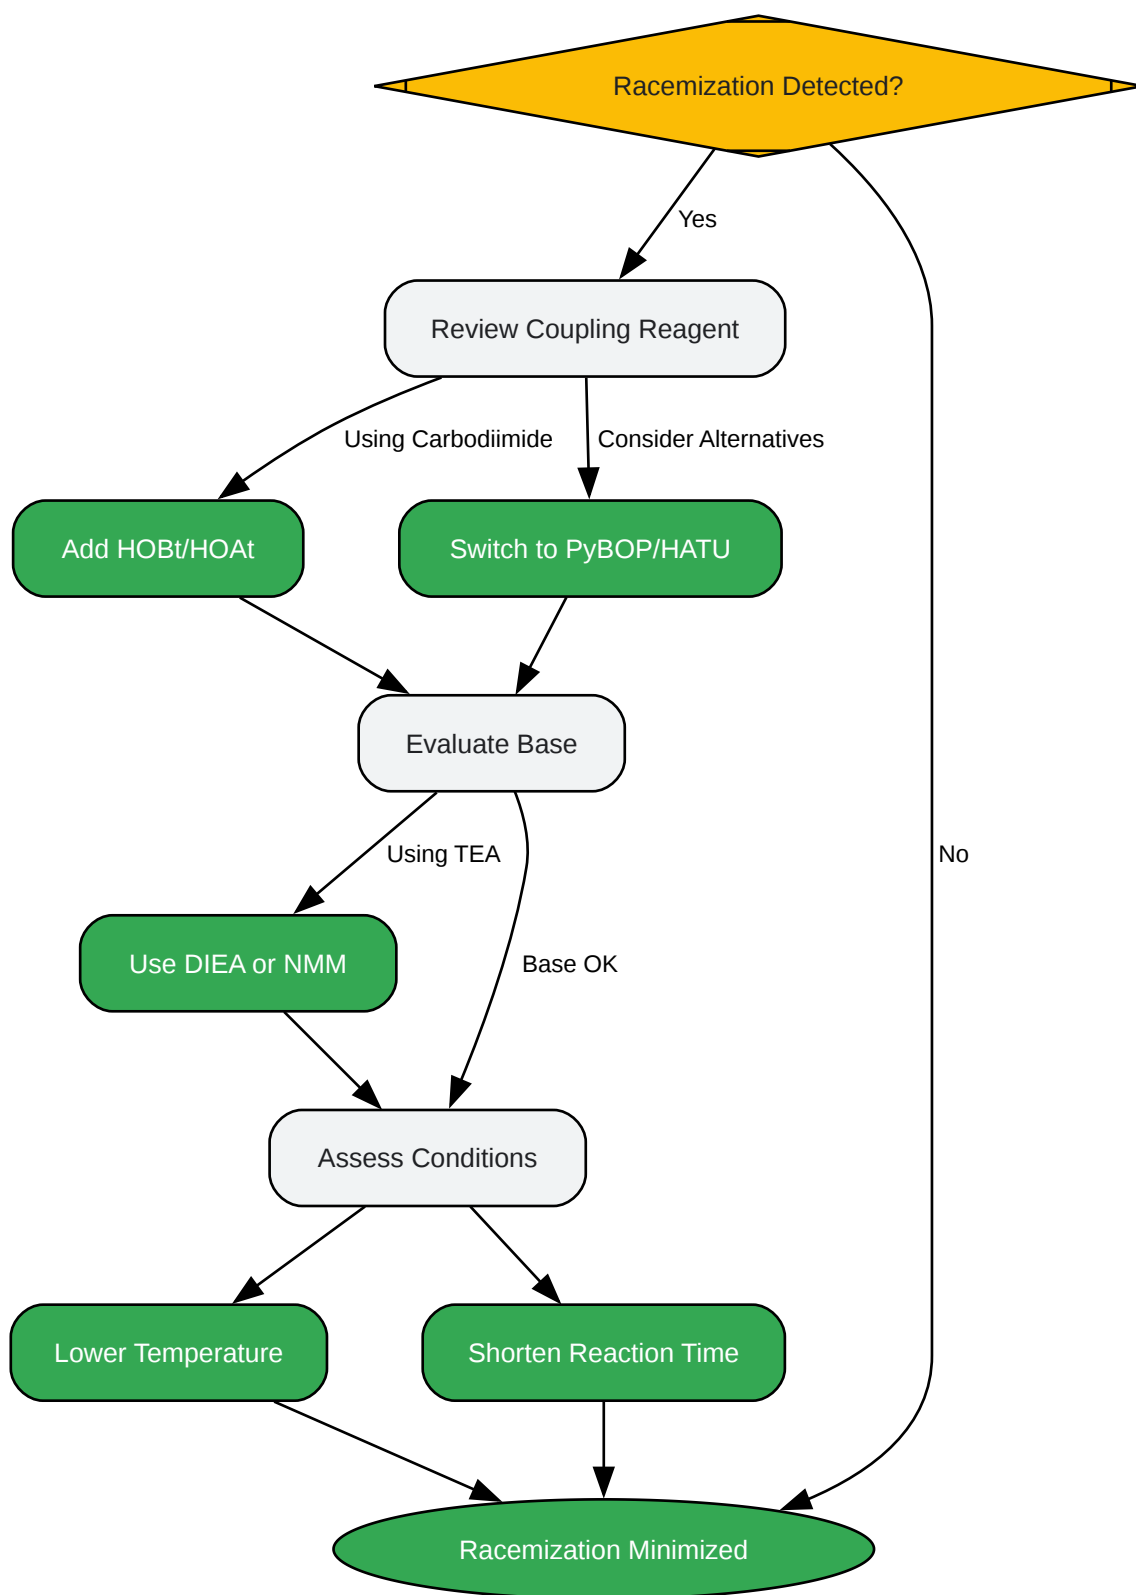 Racemization Detected?
Yes
Review Coupling Reagent
Using Carbodiimide
Consider Alternatives
Add HOBt/HOAt
Switch to PyBOP/HATU
Evaluate Base
Using TEA
No
Use DIEA or NMM
Base OK
Assess Conditions
Lower Temperature
Shorten Reaction Time
Racemization Minimized